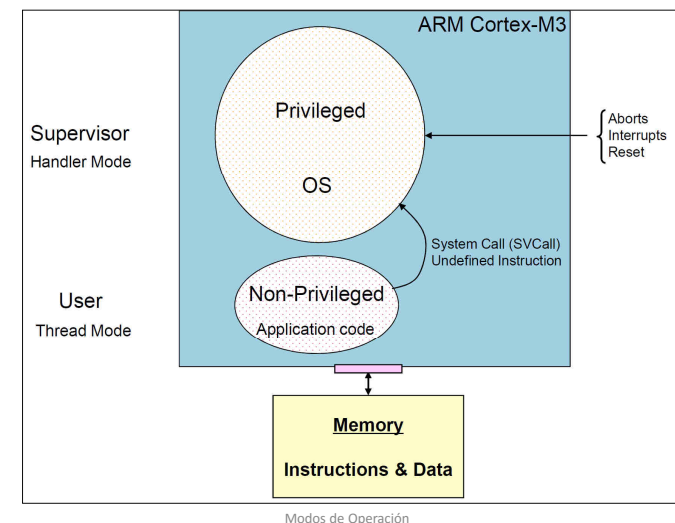 ARM Cortex-M3
Privileged
OS
Supervisor
Handler Mode
Aborts
Interrupts
Reset
System Call (SVCall)
Undefined Instruction
Non-Privileged
Application code
User
Thread Mode
Memory
Instructions & Data
Modos de Operación